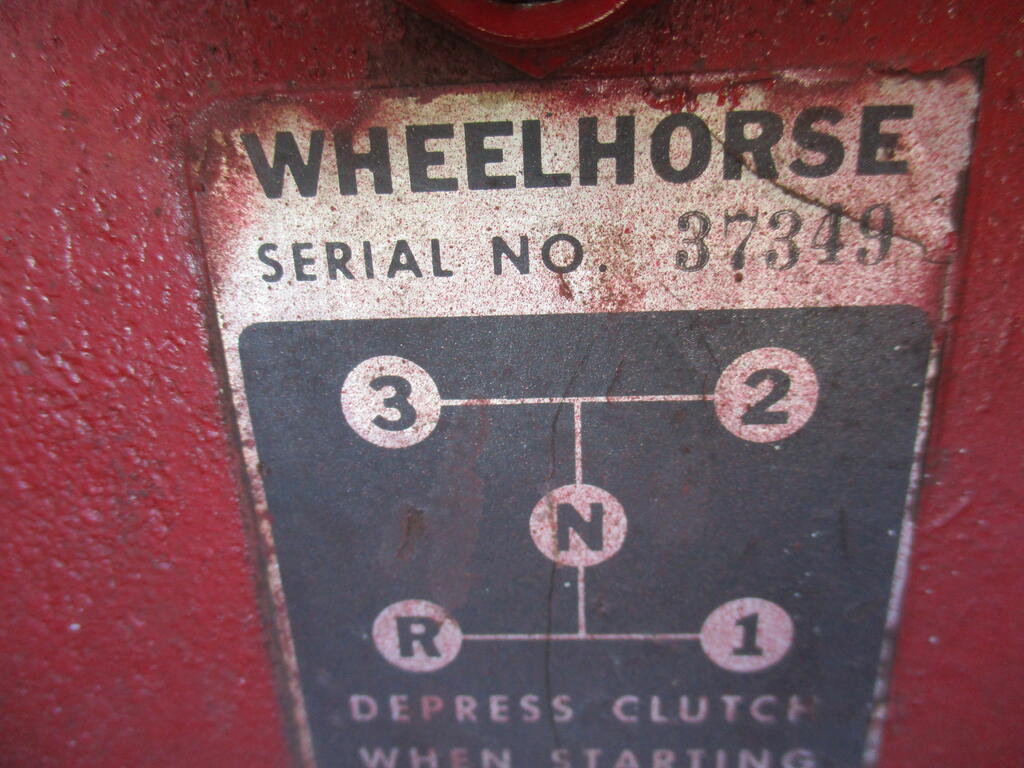 WHEELHORSE
SERIAL NO. 37349
3 2
N
R 1
DEPRESS CLUTCH
WHEN STARTING